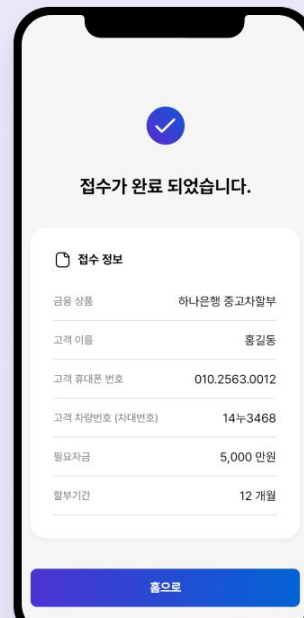 접수가 완료 되었습니다.
접수 정보
금융 상품 하나은행 중고차할부
고객 이름 홍길동
고객 휴대폰 번호 010.2563.0012
고객 차량번호 (차대번호) 14누3468
필요자금 5,000 만원
할부기간 12 개월
홈으로